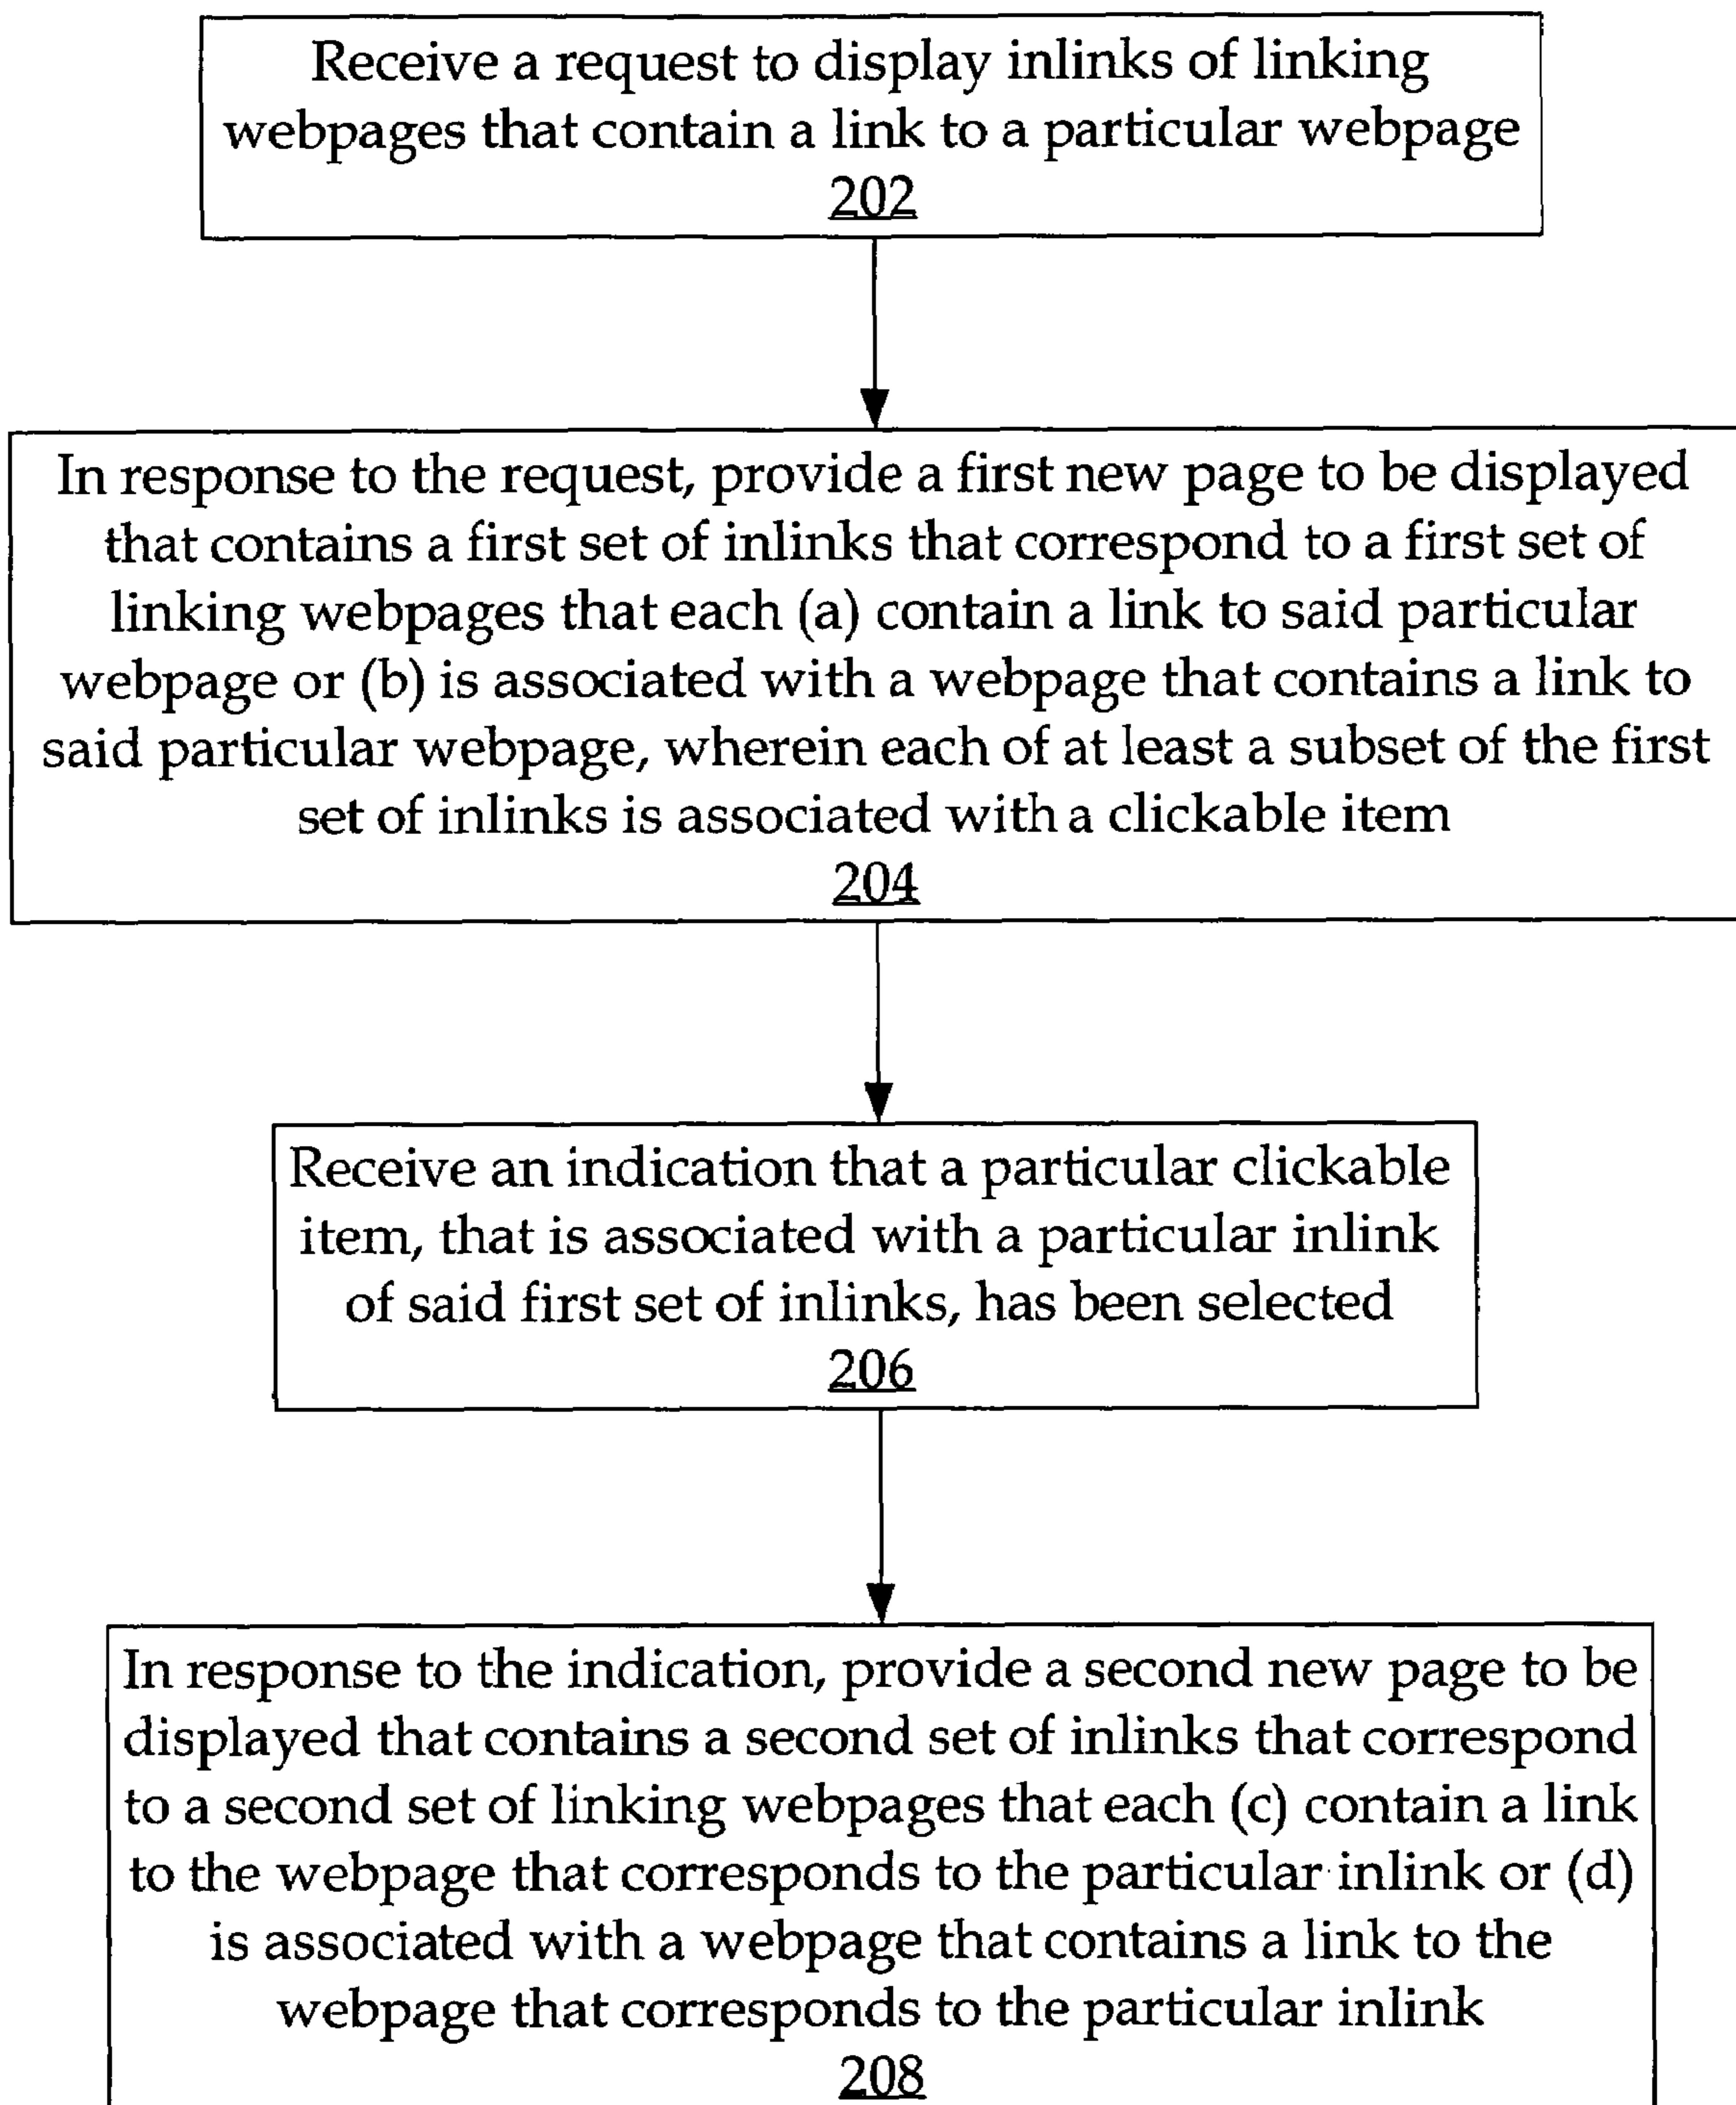 Receive a request to display inlinks of linking
webpages that contain a link to a particular webpage
202
In response to the request, provide a first new page to be displayed
that contains a first set of inlinks that correspond to a first set of
linking webpages that each (a) contain a link to said particular
webpage or (b) is associated with a webpage that contains a link to
said particular webpage, wherein each of at least a subset of the first
set of inlinks is associated with a clickable item
204
Receive an indication that a particular clickable
item, that is associated with a particular inlink
of said first set of inlinks, has been selected
206
In response to the indication, provide a second new page to be
displayed that contains a second set of inlinks that correspond
to a second set of linking webpages that each (c) contain a link
to the webpage that corresponds to the particular inlink or (d)
is associated with a webpage that contains a link to the
webpage that corresponds to the particular inlink
208